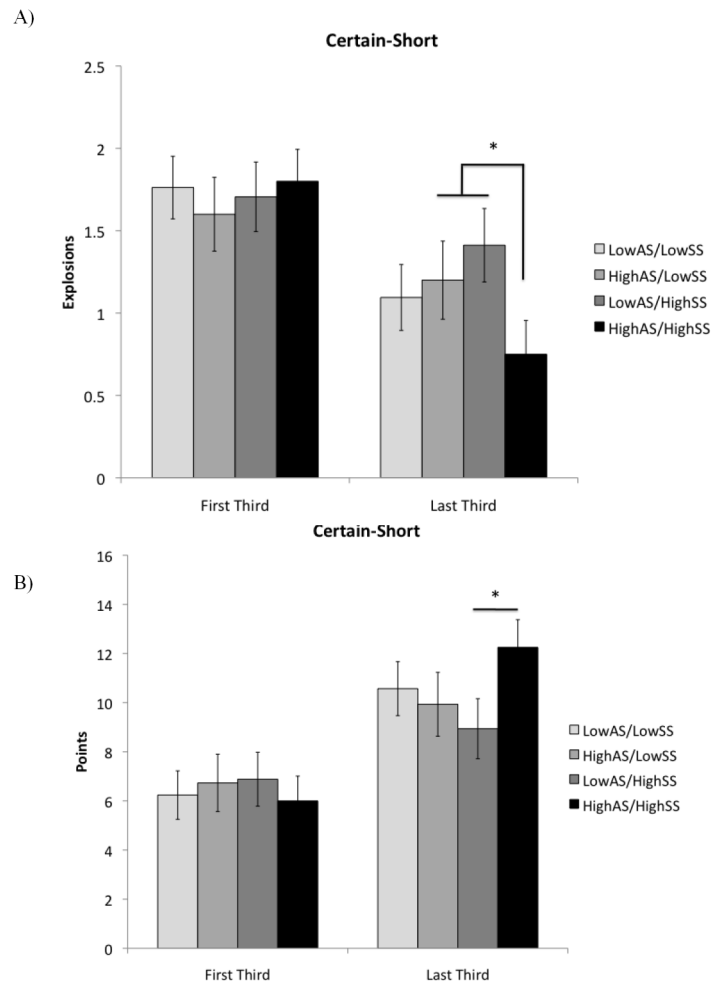 A)
Certain-Short
2.5
2
1.5
1
0.5
0
Explosions
*
LowAS/LowSS
HighAS/LowSS
LowAS/HighSS
HighAS/HighSS
First Third
Last Third
B)
Certain-Short
16
14
12
10
8
6
4
2
0
Points
*
LowAS/LowSS
HighAS/LowSS
LowAS/HighSS
HighAS/HighSS
First Third
Last Third